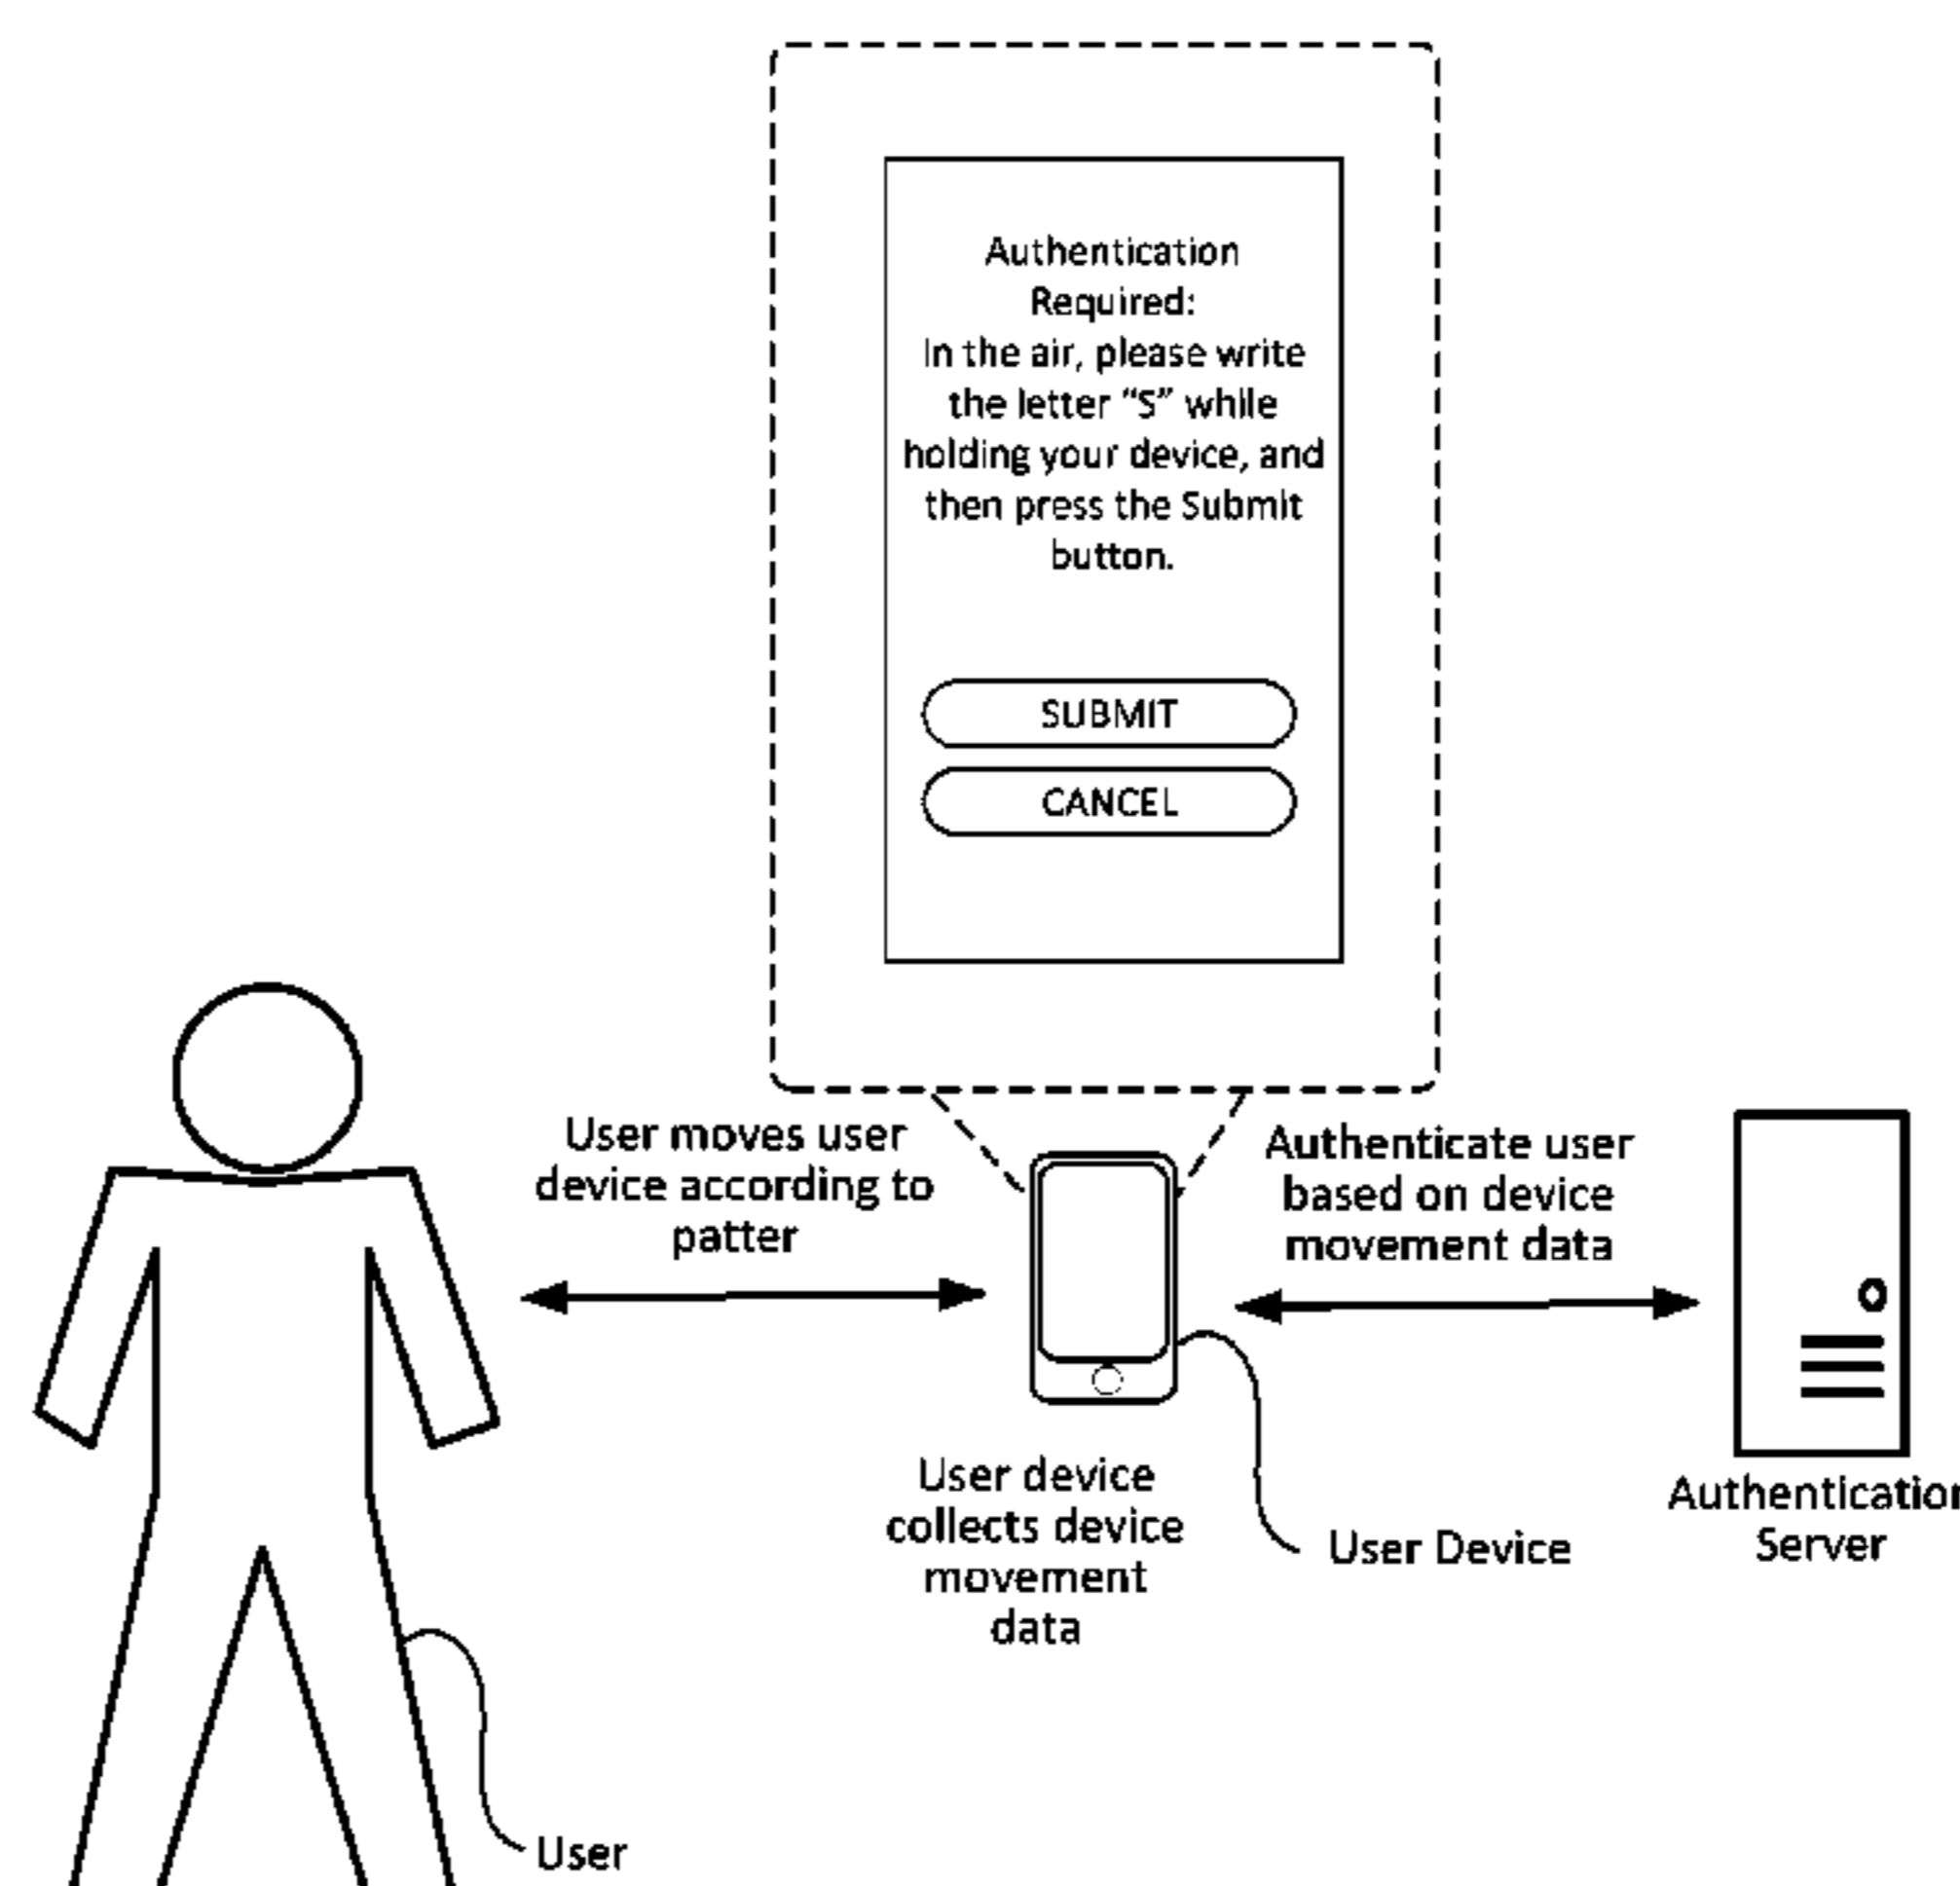 Authentication
Required:
In the air, please write
the letter “S” while
holding your device, and
then press the Submit
button.
SUBMIT
CANCEL
User moves user
device according to
patter
Authenticate user
based on device
movement data
User device
collects device
movement
data
User Device
Authentication
Server
User